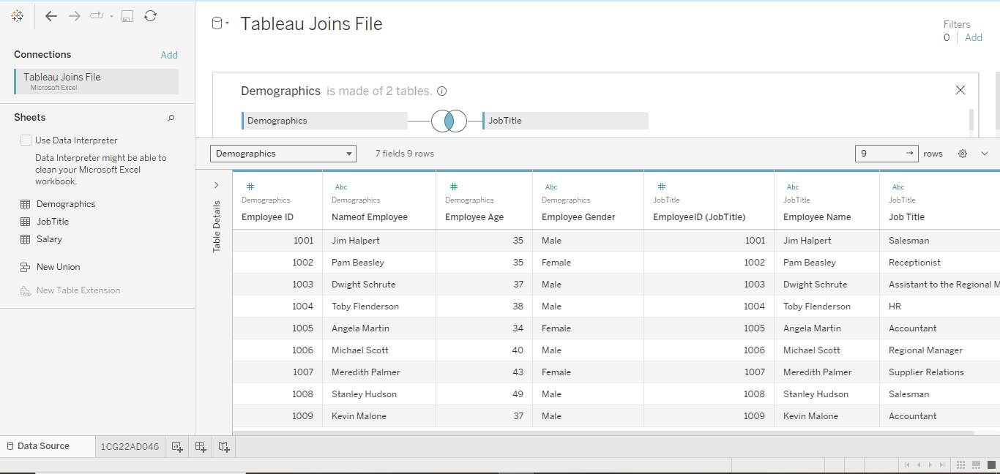 Tableau Joins File
Filters
0 Add
Connections Add
Tableau Joins File
Microsoft Excel
Sheets
Use Data Interpreter
Data Interpreter might be able to
clean your Microsoft Excel
workbook.
Demographics
JobTitle
Salary
New Union
New Table Extension
Demographics is made of 2 tables.
Demographics JobTitle
Demographics 7 fields 9 rows 9 → rows
Table Details
# Abc # Abc # Abc Abc
Demographics Demographics Demographics Demographics JobTitle JobTitle JobTitle
Employee ID Nameof Employee Employee Age Employee Gender EmployeeID (JobTitle) Employee Name Job Title
1001 Jim Halpert 35 Male 1001 Jim Halpert Salesman
1002 Pam Beasley 35 Female 1002 Pam Beasley Receptionist
1003 Dwight Schrute 37 Male 1003 Dwight Schrute Assistant to the Regional M
1004 Toby Flenderson 38 Male 1004 Toby Flenderson HR
1005 Angela Martin 34 Female 1005 Angela Martin Accountant
1006 Michael Scott 40 Male 1006 Michael Scott Regional Manager
1007 Meredith Palmer 43 Female 1007 Meredith Palmer Supplier Relations
1008 Stanley Hudson 49 Male 1008 Stanley Hudson Salesman
1009 Kevin Malone 37 Male 1009 Kevin Malone Accountant
Data Source 1CG22AD046